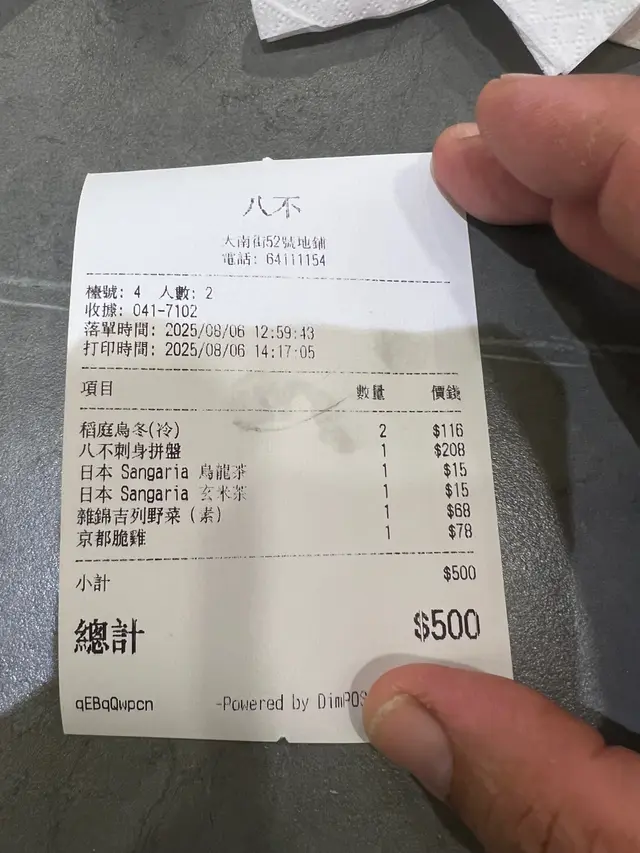 八不
大南街52號地鋪
電話: 64111154
檯號: 4 人數: 2
收據: 041-7102
落單時間: 2025/08/06 12:59:43
打印時間: 2025/08/06 14:17:05
項目 數量 價錢
稻庭烏冬(冷) 2 $116
八不刺身拼盤 1 $208
日本 Sangaria 烏龍茶 1 $15
日本 Sangaria 玄米茶 1 $15
雜錦吉列野菜 (素) 1 $68
京都脆雞 1 $78
小計 $500
總計 $500
qEBqQwpcn -Powered by DimPOS